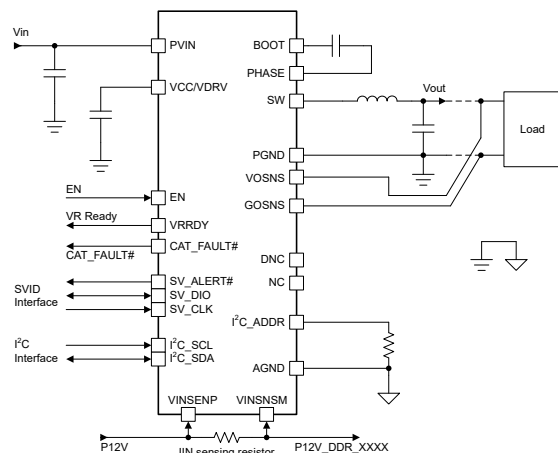 Vin
PVIN
BOOT
PHASE
VCC/VDRV
SW
Vout
Load
PGND
VOSNS
GOSNS
EN
EN
VR Ready
VRRDY
CAT_FAULT#
CAT_FAULT#
DNC
NC
SVID
Interface
SV_ALERT#
SV_DIO
SV_CLK
I²C_ADDR
I²C
Interface
I²C_SCL
I²C_SDA
AGND
VINSENP
VINSNSM
P12V
IIN sensing resistor
P12V_DDR_XXXX